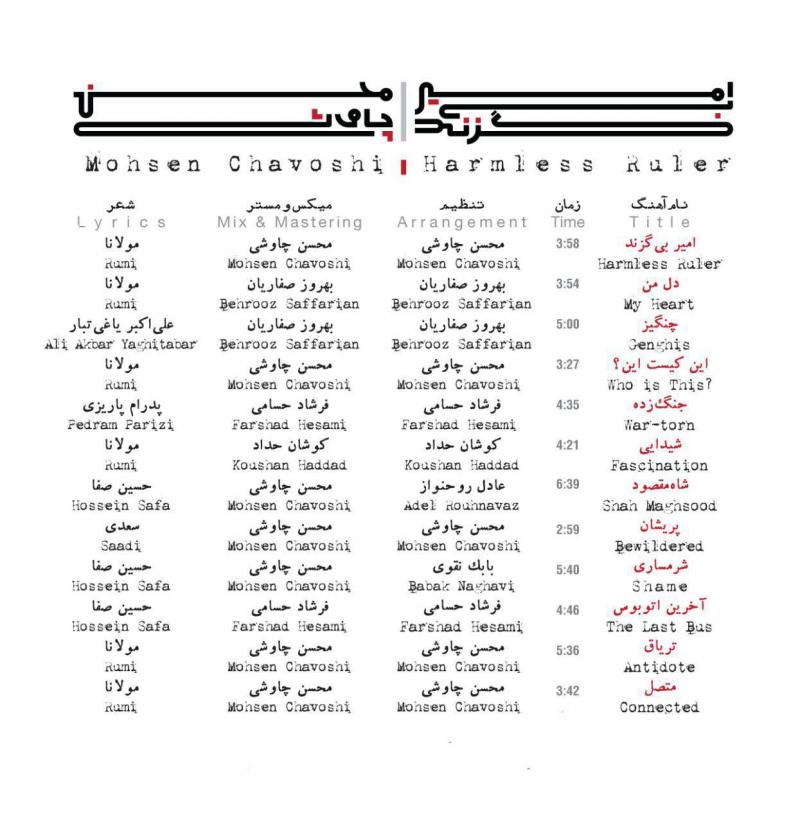 امیر بی گزند | محسن چاوشی
Mohsen Chavoshi | Harmless Ruler
نام آهنگ زمان تنظیم میکس و مستر شعر
Lyrics Mix & Mastering Arrangement Time Title
امیر بی گزند 3:58 محسن چاوشی محسن چاوشی مولانا
Rumi Mohsen Chavoshi Mohsen Chavoshi Harmless Ruler
دل من 3:54 بهروز صفاریان بهروز صفاریان مولانا
Rumi Behrooz Saffarian Behrooz Saffarian My Heart
چنگیز 5:00 بهروز صفاریان بهروز صفاریان علی اکبر یاغی تبار
Ali Akbar Yaghitabar Behrooz Saffarian Behrooz Saffarian Genghis
این کیست این؟ 3:27 محسن چاوشی محسن چاوشی مولانا
Rumi Mohsen Chavoshi Mohsen Chavoshi Who is This?
جنگ زده 4:35 فرشاد حسامی فرشاد حسامی پدرام پاریزی
Pedram Parizi Farshad Hesami Farshad Hesami War-torn
شیدایی 4:21 کوشان حداد کوشان حداد مولانا
Rumi Koushan Haddad Koushan Haddad Fascination
شاه مقصود 6:39 عادل روحنواز محسن چاوشی حسین صفا
Hossein Safa Mohsen Chavoshi Adel Rouhnavaz Shah Maghsood
پریشان 2:59 محسن چاوشی محسن چاوشی سعدی
Saadi Mohsen Chavoshi Mohsen Chavoshi Bewildered
شرمساری 5:40 بابک نقوی محسن چاوشی حسین صفا
Hossein Safa Mohsen Chavoshi Babak Naghavi Shame
آخرین اتوبوس 4:46 فرشاد حسامی فرشاد حسامی حسین صفا
Hossein Safa Farshad Hesami Farshad Hesami The Last Bus
تریاق 5:36 محسن چاوشی محسن چاوشی مولانا
Rumi Mohsen Chavoshi Mohsen Chavoshi Antidote
متصل 3:42 محسن چاوشی محسن چاوشی مولانا
Rumi Mohsen Chavoshi Mohsen Chavoshi Connected